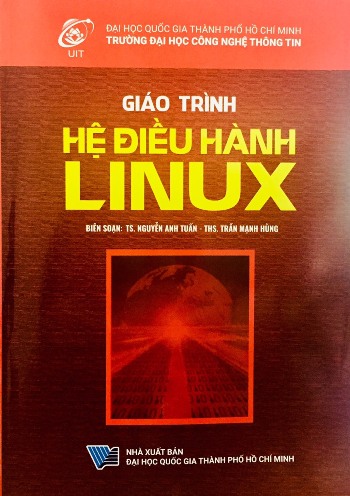 UIT
ĐẠI HỌC QUỐC GIA THÀNH PHỐ HỒ CHÍ MINH
TRƯỜNG ĐẠI HỌC CÔNG NGHỆ THÔNG TIN
GIÁO TRÌNH
HỆ ĐIỀU HÀNH
LINUX
BIÊN SOẠN: TS. NGUYỄN ANH TUẤN - THS. TRẦN MẠNH HÙNG
NHÀ XUẤT BẢN
ĐẠI HỌC QUỐC GIA THÀNH PHỐ HỒ CHÍ MINH